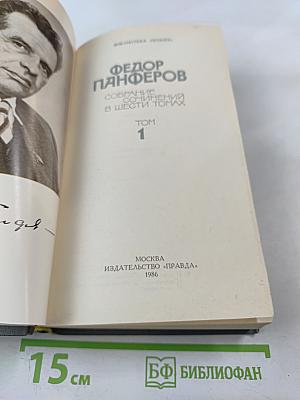 БИБЛИОТЕКА «ОГОНЕК»
ФЕДОР
ПАНФЕРОВ
СОБРАНИЕ
СОЧИНЕНИЙ
В ШЕСТИ ТОМАХ
ТОМ
1
МОСКВА
ИЗДАТЕЛЬСТВО «ПРАВДА»
1986
15 см
БФ БИБЛИОФАН